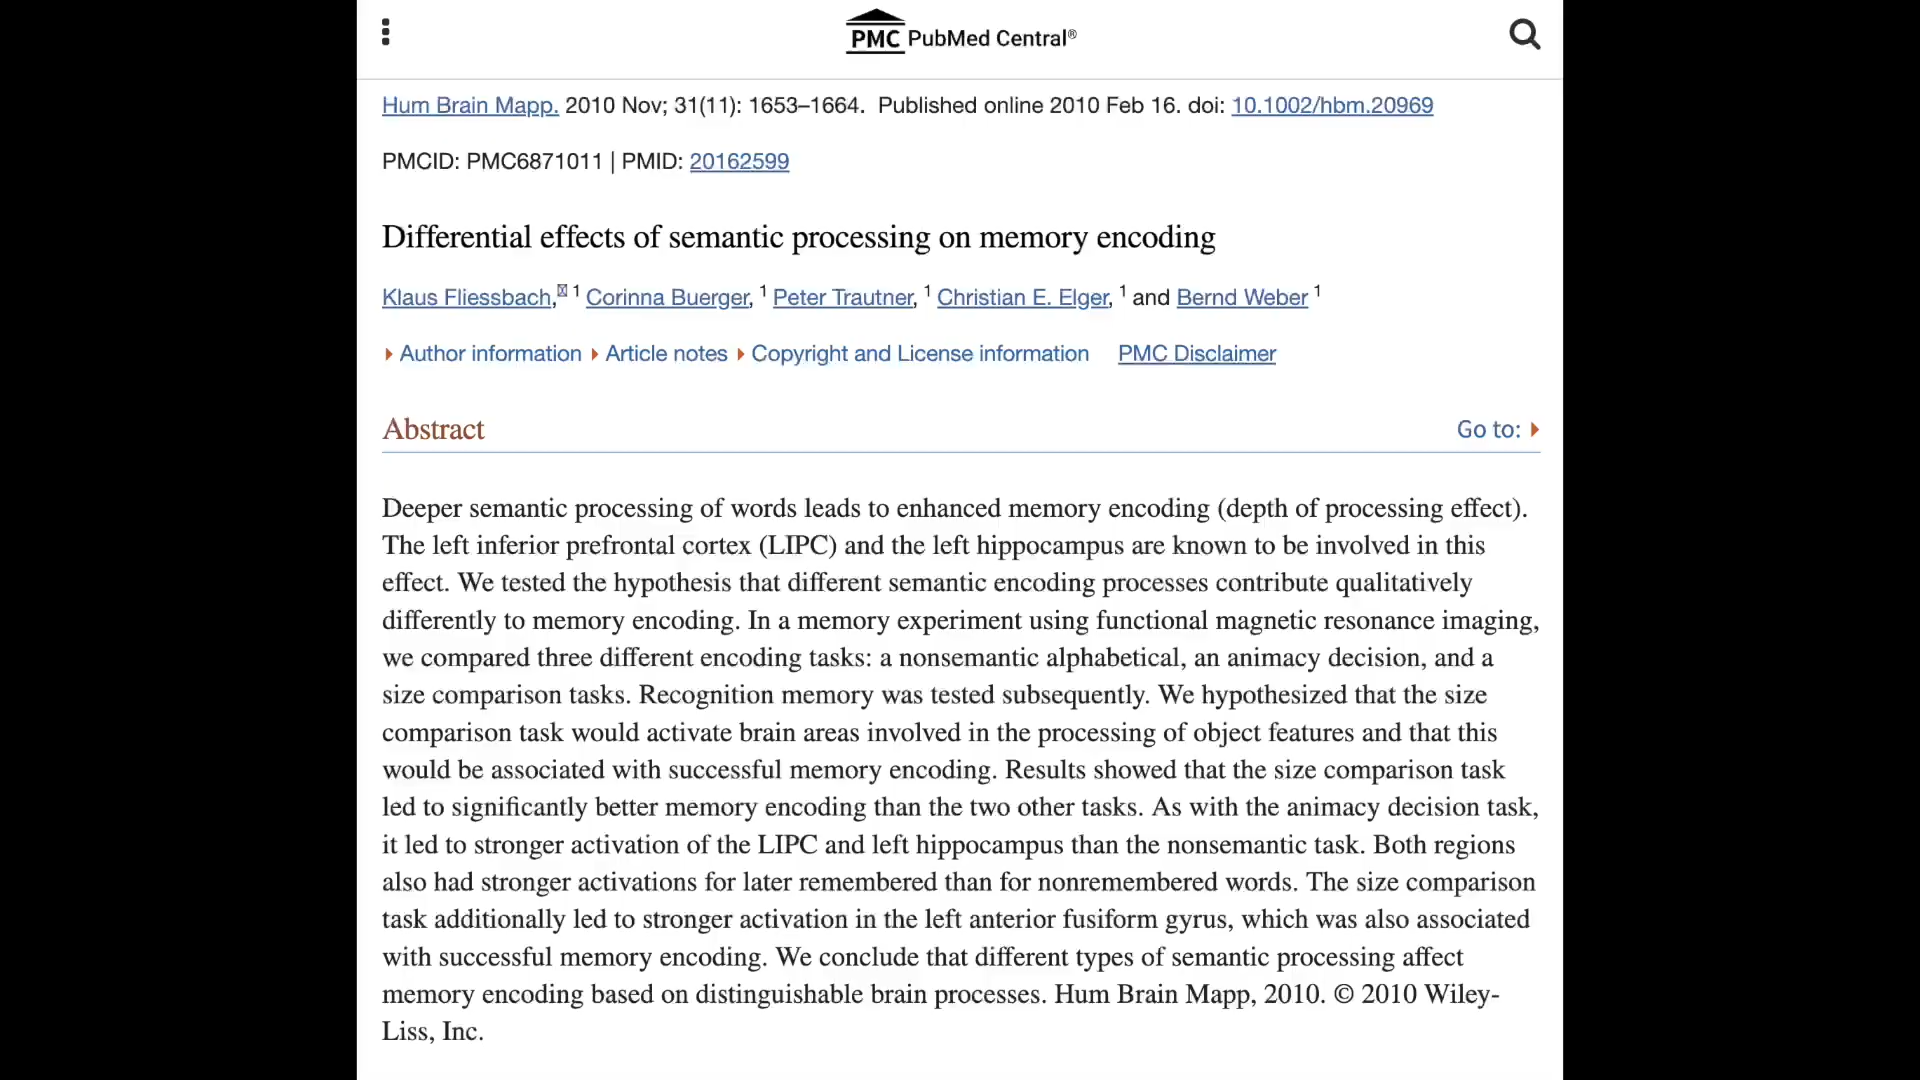 PMC PubMed Central®
Hum Brain Mapp. 2010 Nov; 31(11): 1653–1664. Published online 2010 Feb 16. doi: 10.1002/hbm.20969
PMCID: PMC6871011 | PMID: 20162599
Differential effects of semantic processing on memory encoding
Klaus Fliessbach, 1 Corinna Buerger, 1 Peter Trautner, 1 Christian E. Elger, 1 and Bernd Weber 1
Author information Article notes Copyright and License information PMC Disclaimer
Abstract Go to:
Deeper semantic processing of words leads to enhanced memory encoding (depth of processing effect).
The left inferior prefrontal cortex (LIPC) and the left hippocampus are known to be involved in this
effect. We tested the hypothesis that different semantic encoding processes contribute qualitatively
differently to memory encoding. In a memory experiment using functional magnetic resonance imaging,
we compared three different encoding tasks: a nonsemantic alphabetical, an animacy decision, and a
size comparison tasks. Recognition memory was tested subsequently. We hypothesized that the size
comparison task would activate brain areas involved in the processing of object features and that this
would be associated with successful memory encoding. Results showed that the size comparison task
led to significantly better memory encoding than the two other tasks. As with the animacy decision task,
it led to stronger activation of the LIPC and left hippocampus than the nonsemantic task. Both regions
also had stronger activations for later remembered than for nonremembered words. The size comparison
task additionally led to stronger activation in the left anterior fusiform gyrus, which was also associated
with successful memory encoding. We conclude that different types of semantic processing affect
memory encoding based on distinguishable brain processes. Hum Brain Mapp, 2010. © 2010 Wiley-
Liss, Inc.